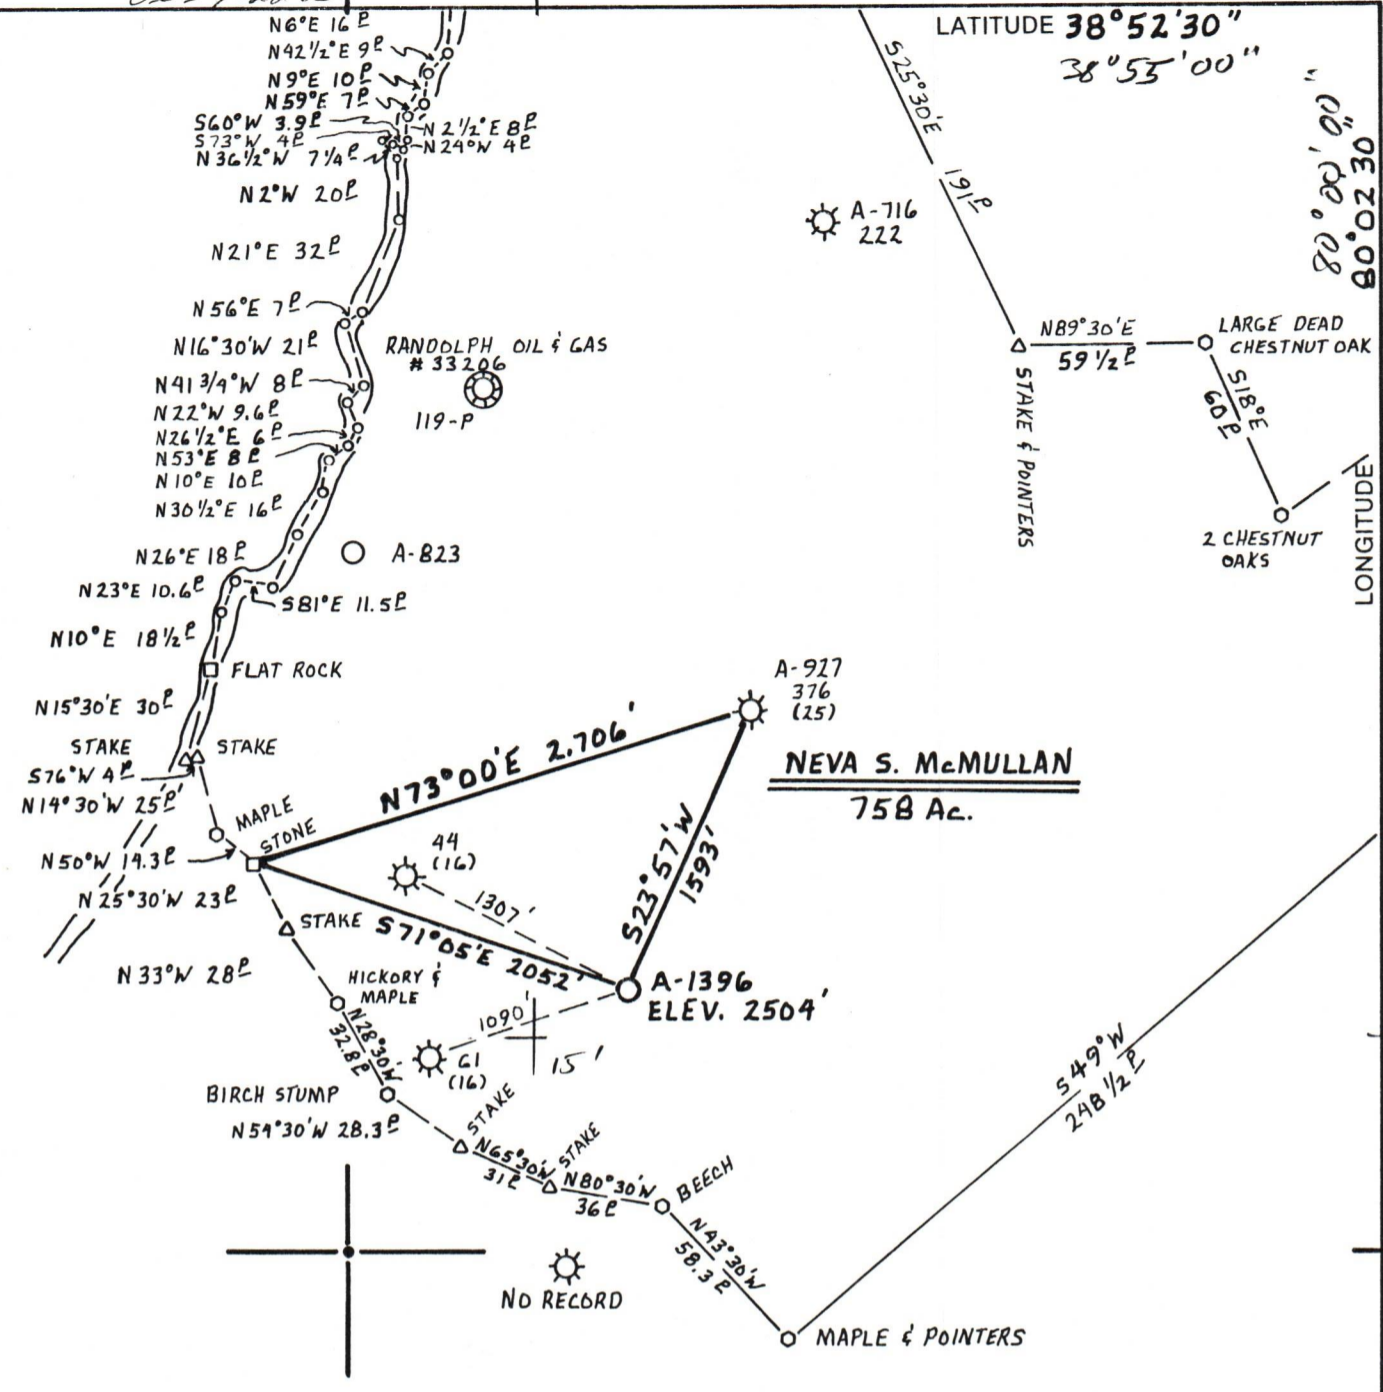 LATITUDE 38°52'30"
38°55'00"
80°00'00"
80°02 30"
LONGITUDE
N6°E 16P
N42½°E 9P
N9°E 10P
N59°E 7P
S60°W 3.9P
S73°W 4P
N36½°W 7¼P
N2½°E 8P
N24°W 4P
N2°W 20P
N21°E 32P
N56°E 7P
N16°30'W 21P
N41 3/4°W 8P
N22°W 9.6P
N26½°E 6P
N53°E 8P
N10°E 10P
N30½°E 16P
N26°E 18P
N23°E 10.6P
S81°E 11.5P
N10°E 18½P
FLAT ROCK
N15°30'E 30P
STAKE
STAKE
S76°W 4P
N14°30'W 25P
MAPLE
STONE
N50°W 14.3P
N25°30'W 23P
STAKE
N33°W 28P
HICKORY &
MAPLE
N28°30'W
32.8P
BIRCH STUMP
N54°30'W 28.3P
STAKE
N65°30'W
31P
STAKE
N80°30'W
36P
BEECH
N43°30'W
58.3P
MAPLE & POINTERS
S49°W
248½P
NO RECORD
RANDOLPH OIL & GAS
#33206
119-P
A-823
A-716
222
S25°30'E 191P
STAKE & POINTERS
N89°30'E
59½P
LARGE DEAD
CHESTNUT OAK
S18°E
60P
2 CHESTNUT
OAKS
A-927
376
(25)
NEVA S. McMULLAN
758 Ac.
N73°00'E 2.706'
S23°57'W
1593'
44
(16)
1307'
S71°05'E 2052'
A-1396
ELEV. 2504'
1090'
61
(16)
15'